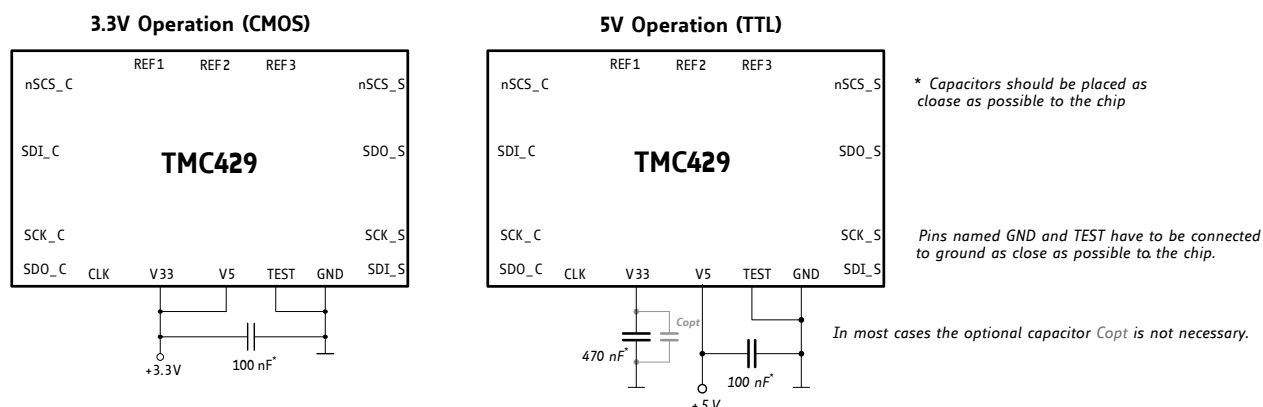 3.3V Operation (CMOS)
REF1 REF2 REF3
nSCS_C nSCS_S
SDI_C TMC429 SDO_S
SCK_C SCK_S
SDO_C CLK V33 V5 TEST GND SDI_S
100 nF*
+3.3V
5V Operation (TTL)
REF1 REF2 REF3
nSCS_C nSCS_S
SDI_C TMC429 SDO_S
SCK_C SCK_S
SDO_C CLK V33 V5 TEST GND SDI_S
Copt
470 nF*
100 nF*
+5V
* Capacitors should be placed as
cloase as possible to the chip
Pins named GND and TEST have to be connected
to ground as close as possible to the chip.
In most cases the optional capacitor Copt is not necessary.